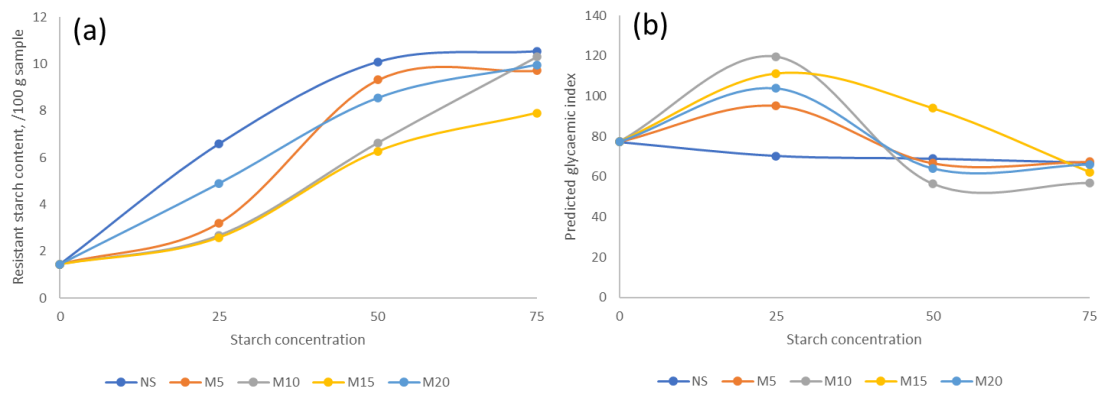 (a)
Resistant starch content, /100 g sample
12
10
8
6
4
2
0
0 25 50 75
Starch concentration
NS M5 M10 M15 M20
(b)
Predicted glycaemic index
140
120
100
80
60
40
20
0
0 25 50 75
Starch concentration
NS M5 M10 M15 M20